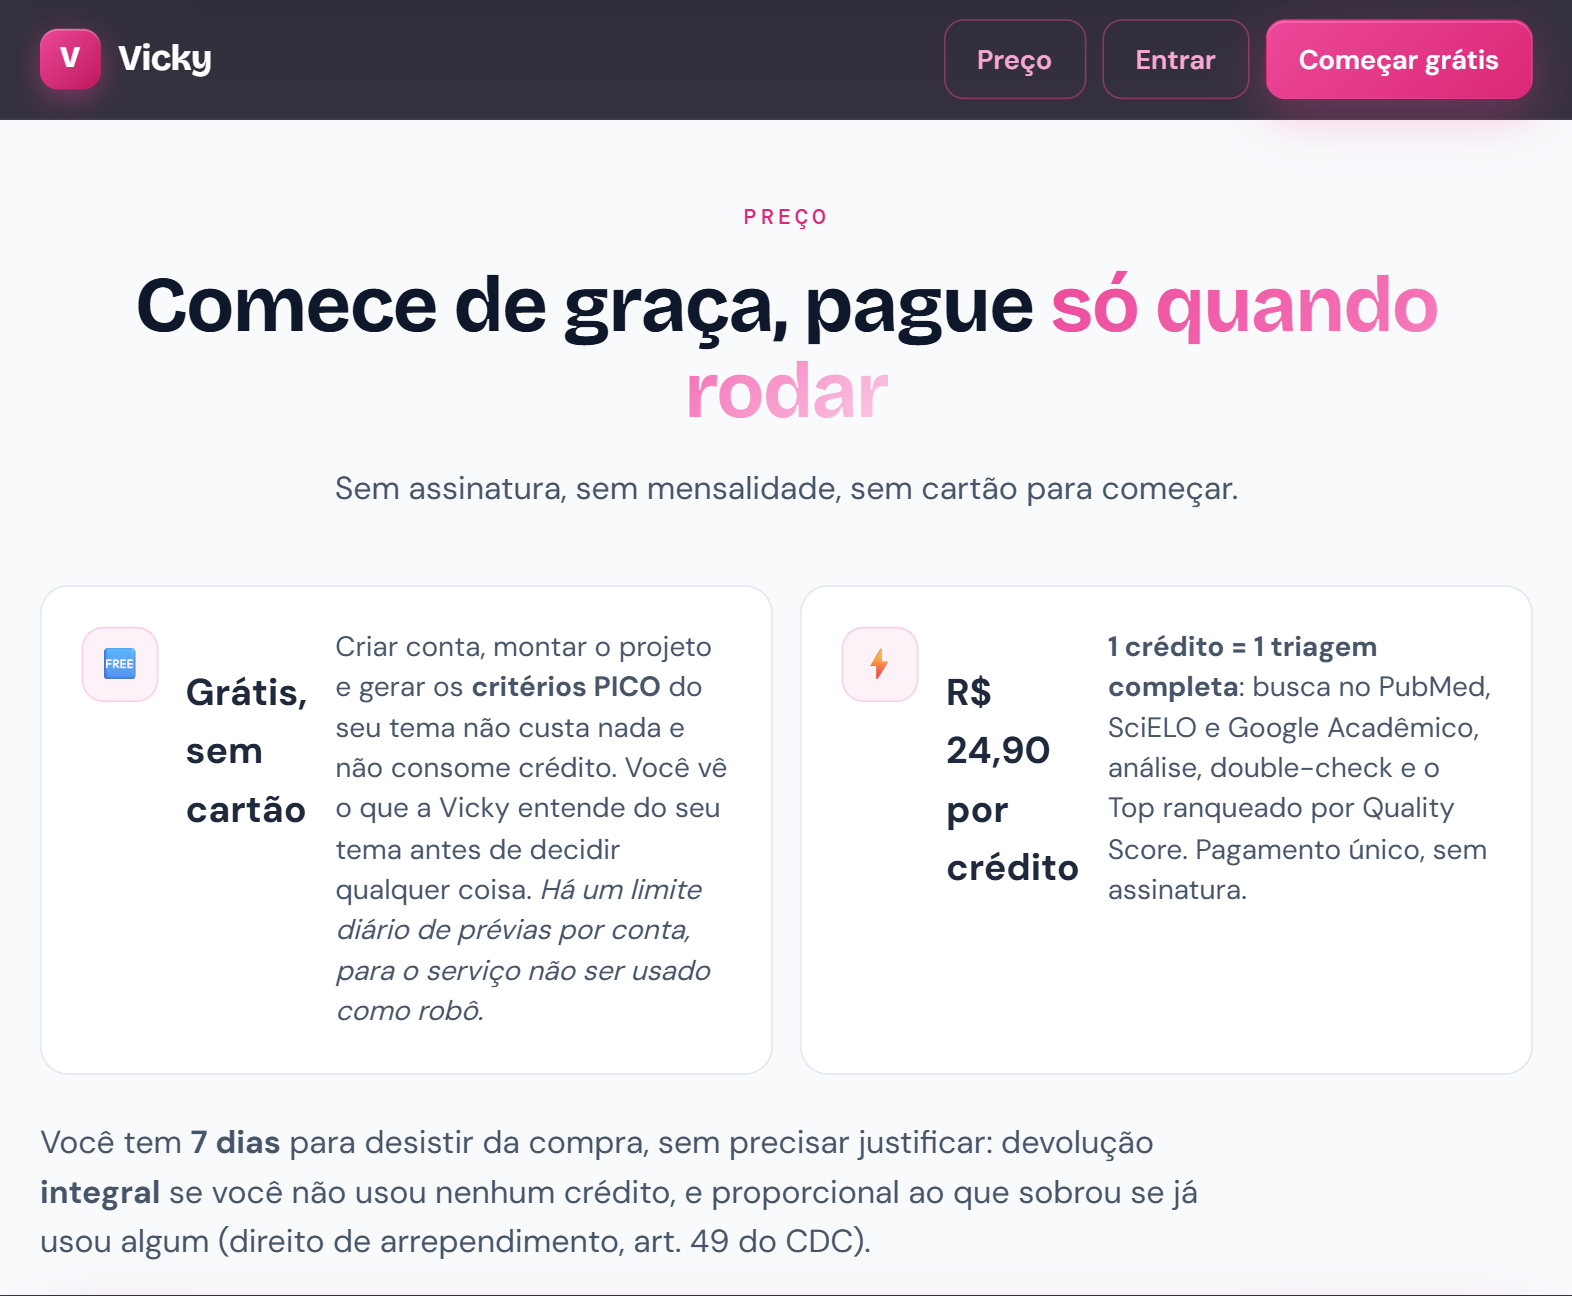 V
Vicky
Preço
Entrar
Começar grátis
PREÇO
Comece de graça, pague só quando
rodar
Sem assinatura, sem mensalidade, sem cartão para começar.
FREE
Grátis,
sem
cartão
Criar conta, montar o projeto
e gerar os critérios PICO do
seu tema não custa nada e
não consome crédito. Você vê
o que a Vicky entende do seu
tema antes de decidir
qualquer coisa. Há um limite
diário de prévias por conta,
para o serviço não ser usado
como robô.
R$
24,90
por
crédito
1 crédito = 1 triagem
completa: busca no PubMed,
SciELO e Google Acadêmico,
análise, double-check e o
Top ranqueado por Quality
Score. Pagamento único, sem
assinatura.
Você tem 7 dias para desistir da compra, sem precisar justificar: devolução
integral se você não usou nenhum crédito, e proporcional ao que sobrou se já
usou algum (direito de arrependimento, art. 49 do CDC).